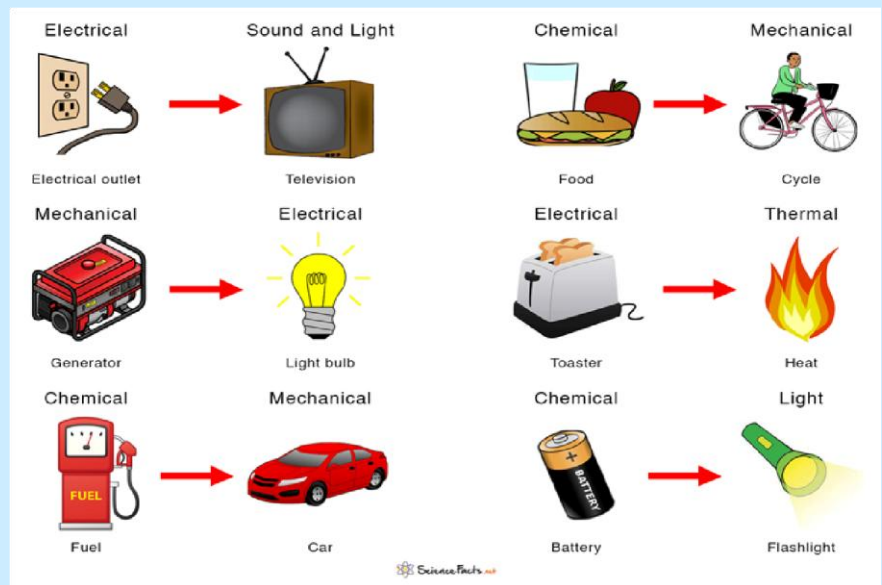 Electrical
Sound and Light
Chemical
Mechanical
Electrical outlet
Television
Food
Cycle
Mechanical
Electrical
Electrical
Thermal
Generator
Light bulb
Toaster
Heat
Chemical
Mechanical
Chemical
Light
FUEL
+
BATTERY
Fuel
Car
Battery
Flashlight
ScienceFacts.net